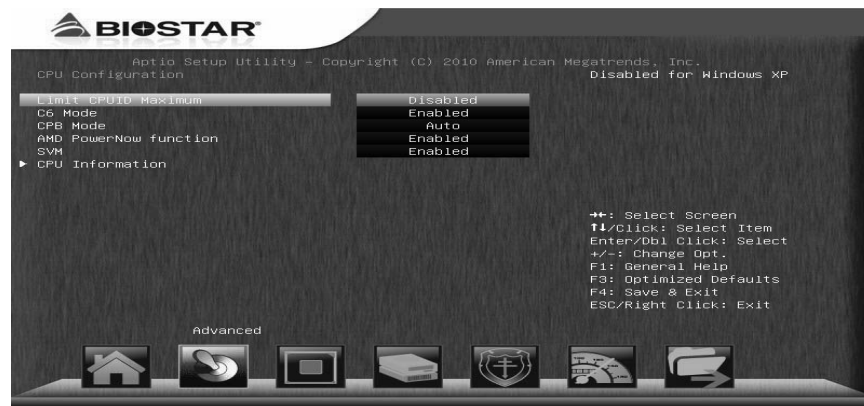 BIOSTAR
Aptio Setup Utility - Copyright (C) 2010 American Megatrends, Inc.
CPU Configuration
Disabled for Windows XP
Limit CPUID Maximum Disabled
C6 Mode Enabled
CPB Mode Auto
AMD PowerNow function Enabled
SVM Enabled
▶ CPU Information
→←: Select Screen
↑↓/Click: Select Item
Enter/Dbl Click: Select
+/-: Change Opt.
F1: General Help
F3: Optimized Defaults
F4: Save & Exit
ESC/Right Click: Exit
Advanced